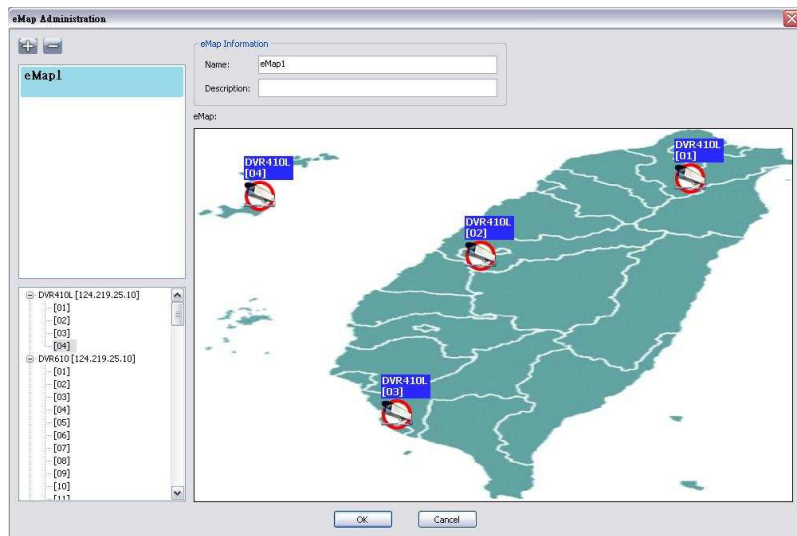 eMap Administration
eMap1
eMap Information
Name: eMap1
Description:
eMap:
DVR410L
[01]
DVR410L
[04]
DVR410L
[02]
DVR410L
[03]
DVR410L [124.219.25.10]
[01]
[02]
[03]
[04]
DVR610 [124.219.25.10]
[01]
[02]
[03]
[04]
[05]
[06]
[07]
[08]
[09]
[10]
[11]
OK
Cancel